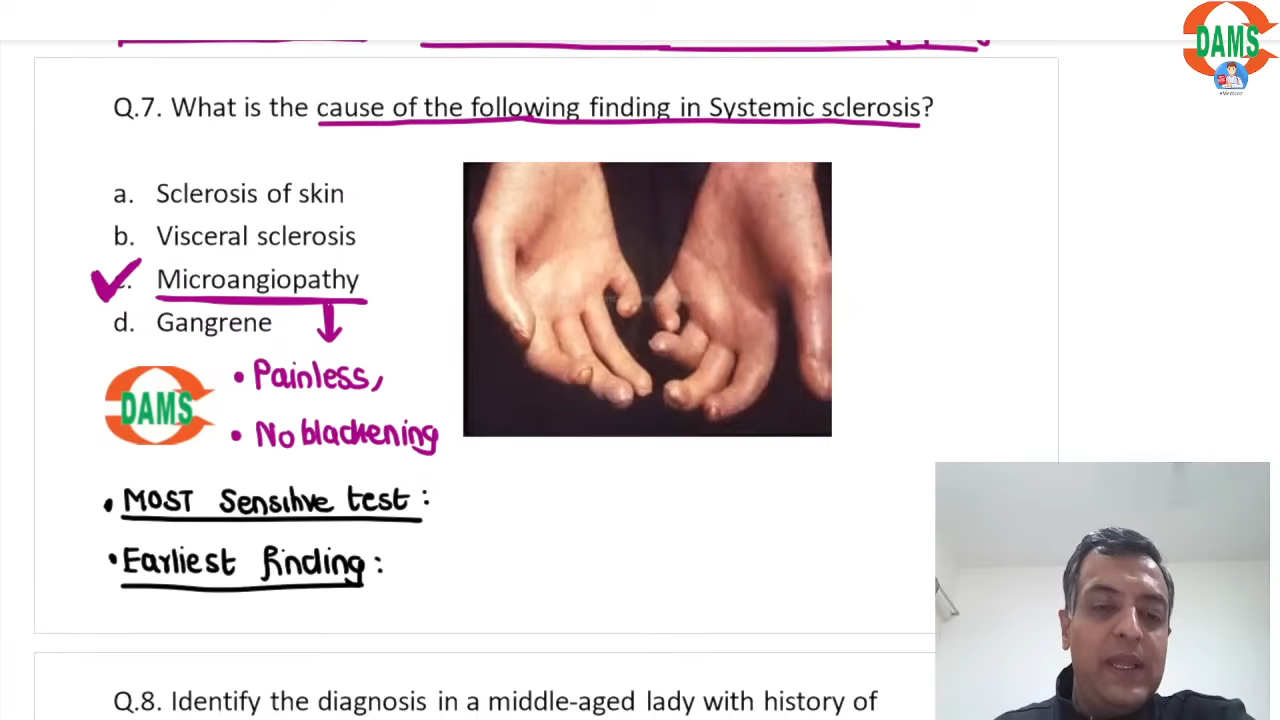 DAMS
eMedicoz
Q.7. What is the cause of the following finding in Systemic sclerosis?
a. Sclerosis of skin
b. Visceral sclerosis
c. Microangiopathy
d. Gangrene
DAMS
• Painless,
• No blackening
• MOST Sensitive test :
• Earliest finding :
Q.8. Identify the diagnosis in a middle-aged lady with history of